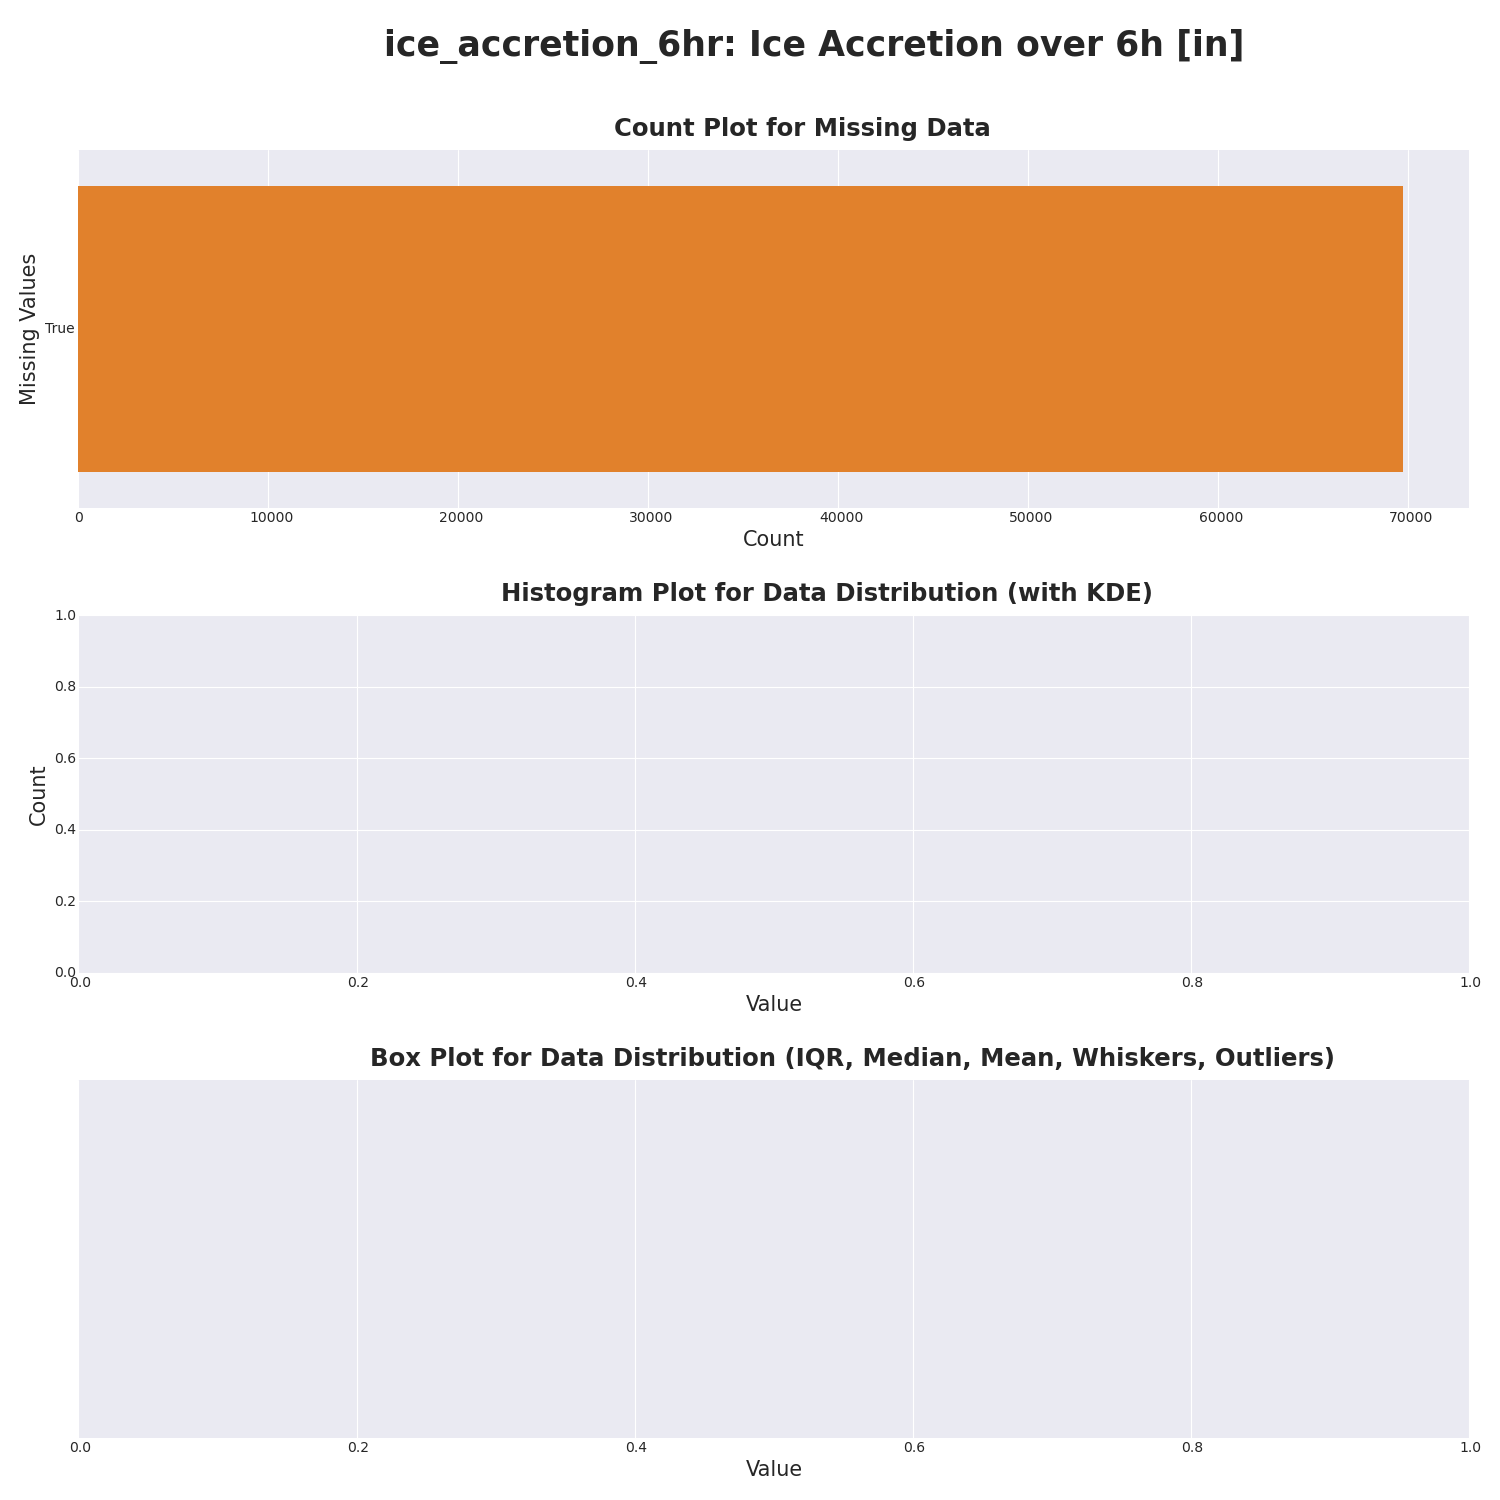 ice_accretion_6hr: Ice Accretion over 6h [in]
Count Plot for Missing Data
Missing Values
True
0 10000 20000 30000 40000 50000 60000 70000
Count
Histogram Plot for Data Distribution (with KDE)
1.0
0.8
0.6
0.4
0.2
0.0
Count
0.0 0.2 0.4 0.6 0.8 1.0
Value
Box Plot for Data Distribution (IQR, Median, Mean, Whiskers, Outliers)
0.0 0.2 0.4 0.6 0.8 1.0
Value